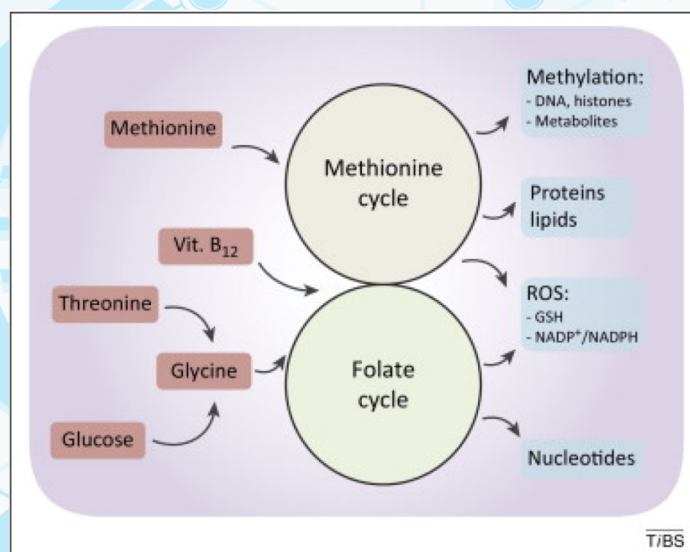 Methionine
Vit. B₁₂
Threonine
Glycine
Glucose
Methionine
cycle
Folate
cycle
Methylation:
- DNA, histones
- Metabolites
Proteins
lipids
ROS:
- GSH
- NADP⁺/NADPH
Nucleotides
TiBS